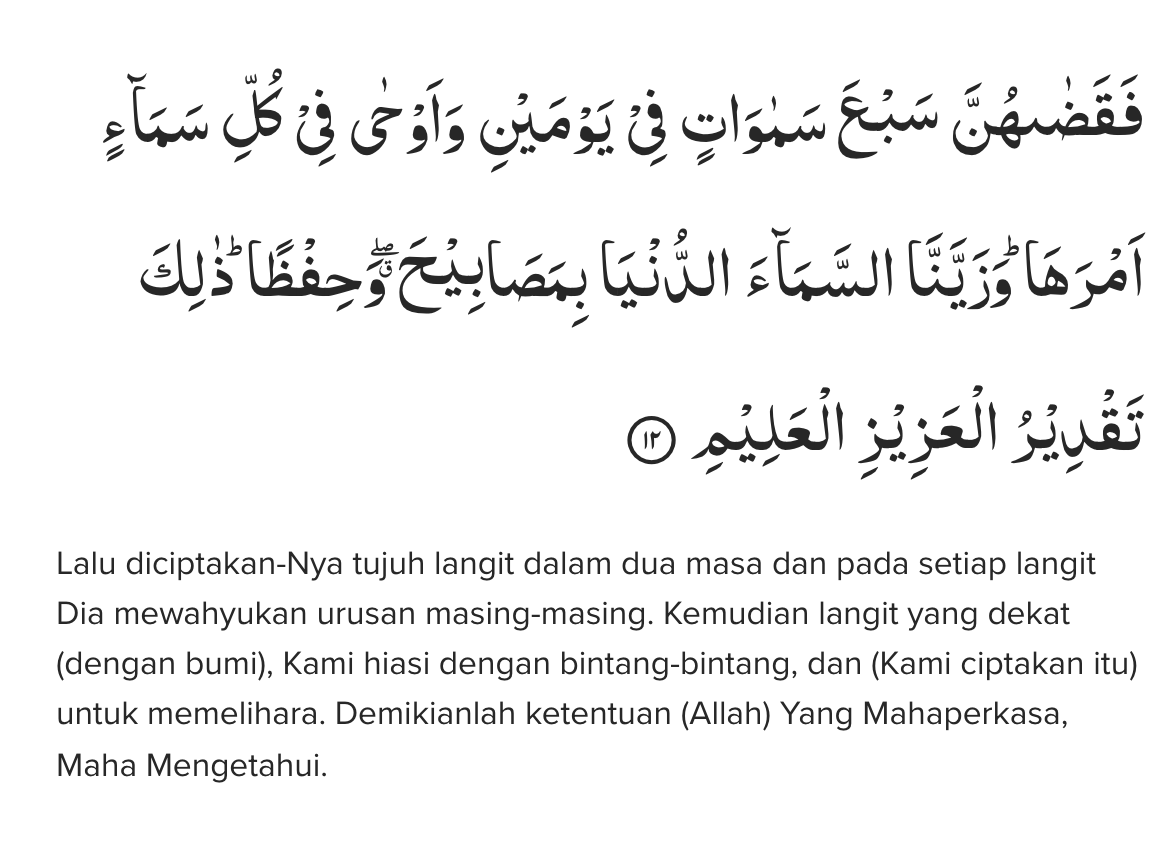 فَقَضٰىهُنَّ سَبْعَ سَمٰوَاتٍ فِيْ يَوْمَيْنِ وَاَوْحٰى فِيْ كُلِّ سَمَاۤءٍ
اَمْرَهَا ۗوَزَيَّنَّا السَّمَاۤءَ الدُّنْيَا بِمَصَابِيْحَۖ وَحِفْظًا ۗذٰلِكَ
تَقْدِيْرُ الْعَزِيْزِ الْعَلِيْمِ ١٢
Lalu diciptakan-Nya tujuh langit dalam dua masa dan pada setiap langit
Dia mewahyukan urusan masing-masing. Kemudian langit yang dekat
(dengan bumi), Kami hiasi dengan bintang-bintang, dan (Kami ciptakan itu)
untuk memelihara. Demikianlah ketentuan (Allah) Yang Mahaperkasa,
Maha Mengetahui.